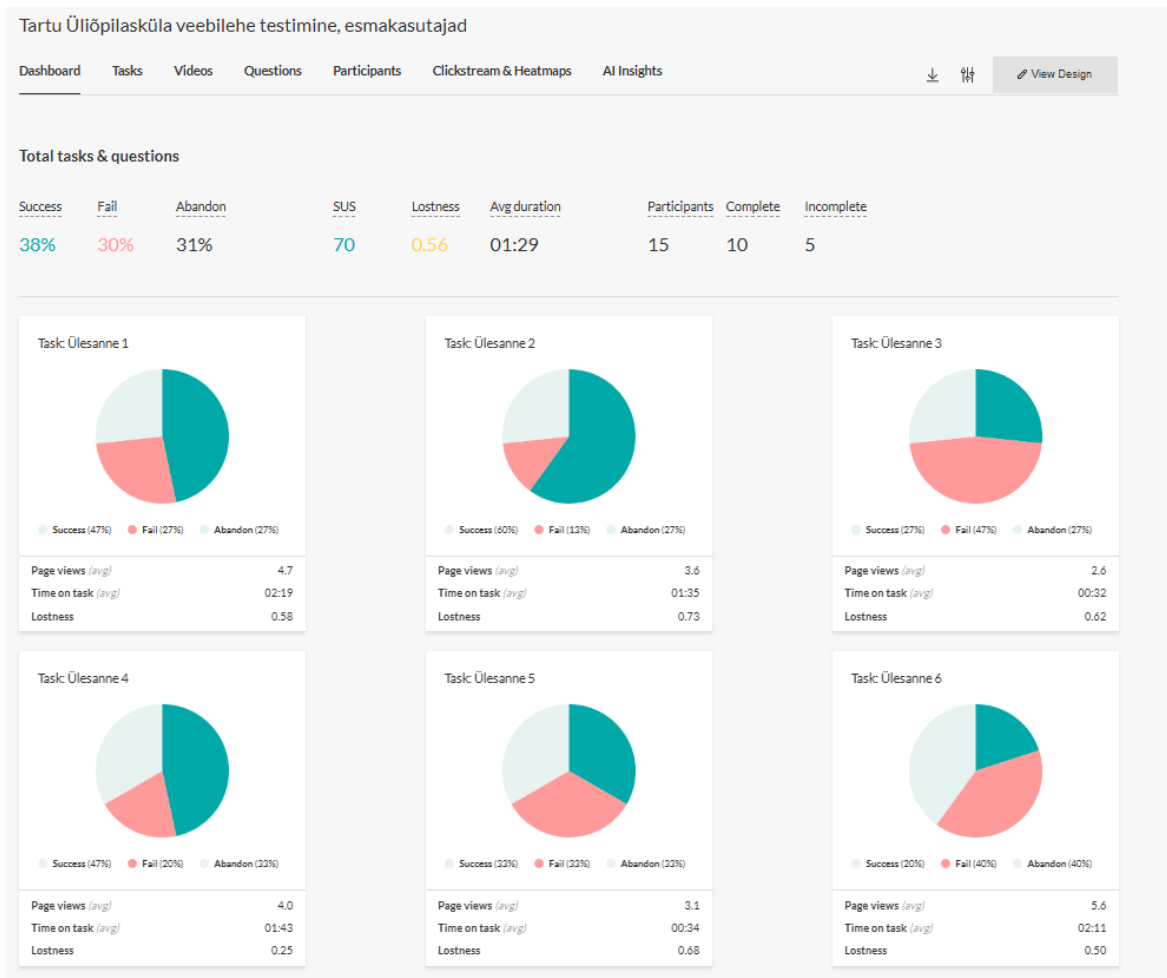 Tartu Üliõpilasküla veebilehe testimine, esmakasutajad
Dashboard Tasks Videos Questions Participants Clickstream & Heatmaps AI Insights View Design
Total tasks & questions
Success Fail Abandon SUS Lostness Avg duration Participants Complete Incomplete
38% 30% 31% 70 0.56 01:29 15 10 5
Task: Ülesanne 1 Task: Ülesanne 2 Task: Ülesanne 3
Success (47%) Fail (27%) Abandon (27%) Success (60%) Fail (13%) Abandon (27%) Success (27%) Fail (47%) Abandon (27%)
Page views (avg) 4.7 Page views (avg) 3.6 Page views (avg) 2.6
Time on task (avg) 02:19 Time on task (avg) 01:35 Time on task (avg) 00:32
Lostness 0.58 Lostness 0.73 Lostness 0.62
Task: Ülesanne 4 Task: Ülesanne 5 Task: Ülesanne 6
Success (47%) Fail (20%) Abandon (33%) Success (33%) Fail (33%) Abandon (33%) Success (20%) Fail (40%) Abandon (40%)
Page views (avg) 4.0 Page views (avg) 3.1 Page views (avg) 5.6
Time on task (avg) 01:43 Time on task (avg) 00:34 Time on task (avg) 02:11
Lostness 0.25 Lostness 0.68 Lostness 0.50